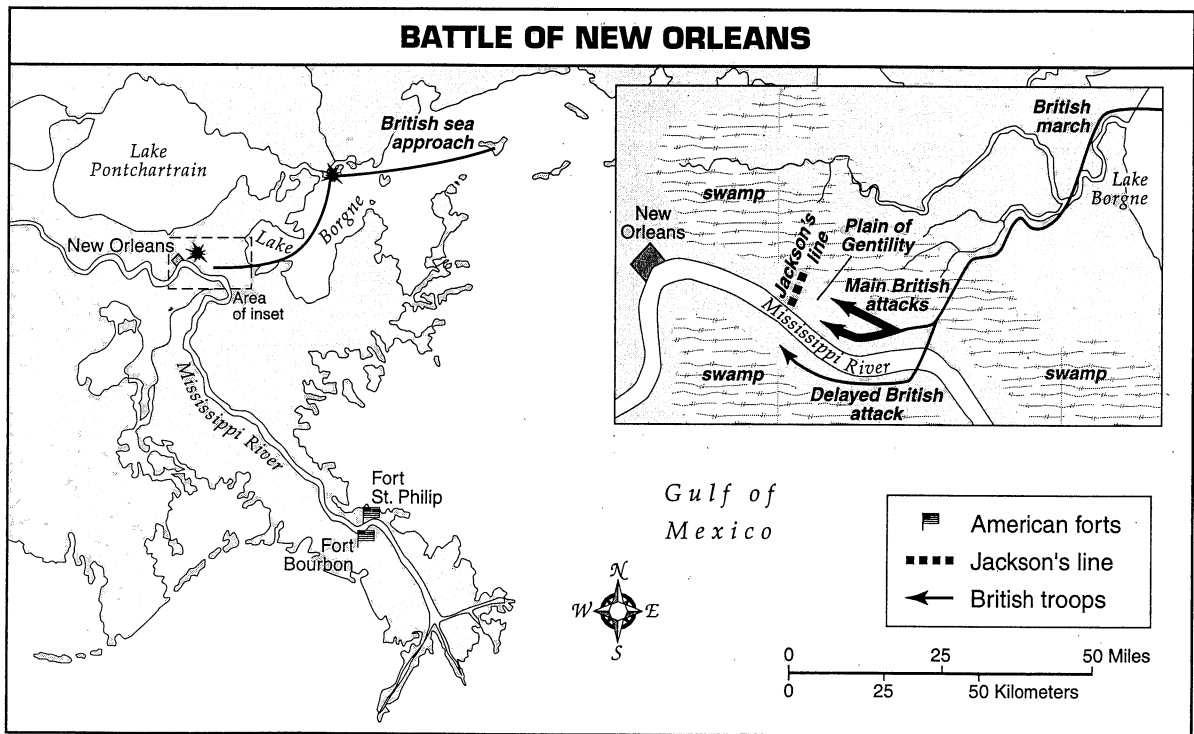 BATTLE OF NEW ORLEANS
British sea
approach
Lake
Pontchartrain
New Orleans
Lake Borgne
Area
of inset
Mississippi River
Fort
St. Philip
Fort
Bourbon
Gulf of
Mexico
British
march
Lake
Borgne
swamp
New
Orleans
Jackson's
line
Plain of
Gentility
Main British
attacks
Mississippi River
swamp
swamp
Delayed British
attack
N
W E
S
American forts
Jackson's line
British troops
0 25 50 Miles
0 25 50 Kilometers